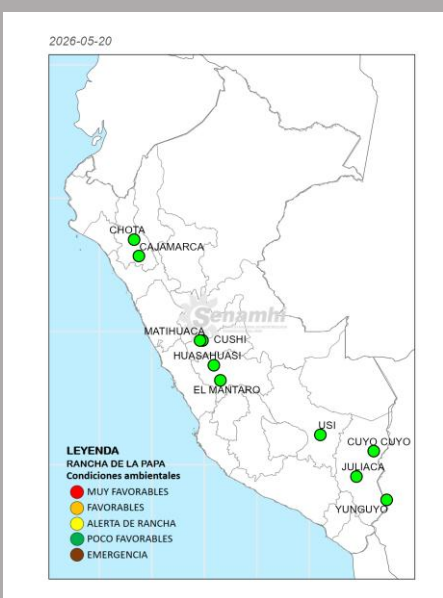 2026-05-20
CHOTA
CAJAMARCA
Senamhi
MATIHUACA
CUSHI
HUASAHUASI
EL MANTARO
USI
CUYO CUYO
JULIACA
YUNGUYO
LEYENDA
RANCHA DE LA PAPA
Condiciones ambientales
MUY FAVORABLES
FAVORABLES
ALERTA DE RANCHA
POCO FAVORABLES
EMERGENCIA